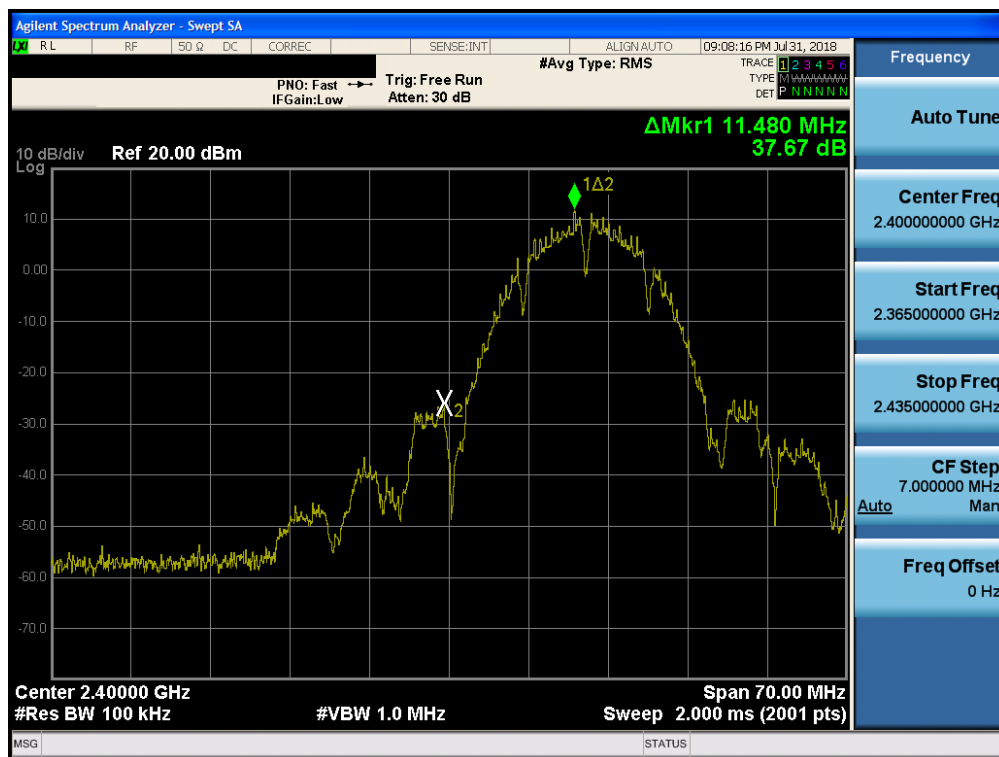 Agilent Spectrum Analyzer - Swept SA
LXI RL RF 50 Ω DC CORREC SENSE:INT ALIGN AUTO 09:08:16 PM Jul 31, 2018
#Avg Type: RMS
TRACE 1 2 3 4 5 6
PNO: Fast Trig: Free Run
TYPE M WWWWW
IFGain:Low Atten: 30 dB
DET P N N N N N
ΔMkr1 11.480 MHz
37.67 dB
10 dB/div Ref 20.00 dBm
Log
1Δ2
10.0
0.00
-10.0
-20.0
X2
-30.0
-40.0
-50.0
-60.0
-70.0
Center 2.40000 GHz Span 70.00 MHz
#Res BW 100 kHz #VBW 1.0 MHz Sweep 2.000 ms (2001 pts)
MSG STATUS
Frequency
Auto Tune
Center Freq
2.400000000 GHz
Start Freq
2.365000000 GHz
Stop Freq
2.435000000 GHz
CF Step
7.000000 MHz
Auto Man
Freq Offset
0 Hz